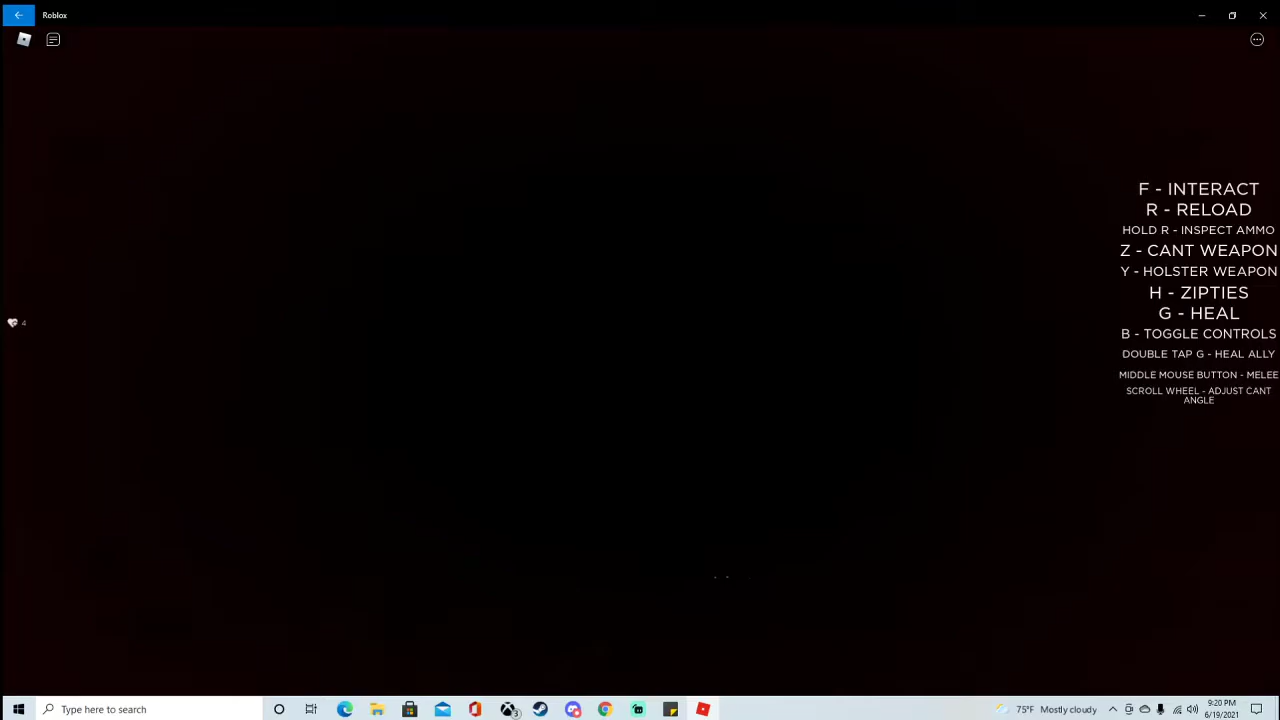 Roblox
F - INTERACT
R - RELOAD
HOLD R - INSPECT AMMO
Z - CANT WEAPON
Y - HOLSTER WEAPON
H - ZIPTIES
G - HEAL
4
B - TOGGLE CONTROLS
DOUBLE TAP G - HEAL ALLY
MIDDLE MOUSE BUTTON - MELEE
SCROLL WHEEL - ADJUST CANT
ANGLE
Type here to search
3
75°F Mostly cloudy
9:20 PM
6/19/2021